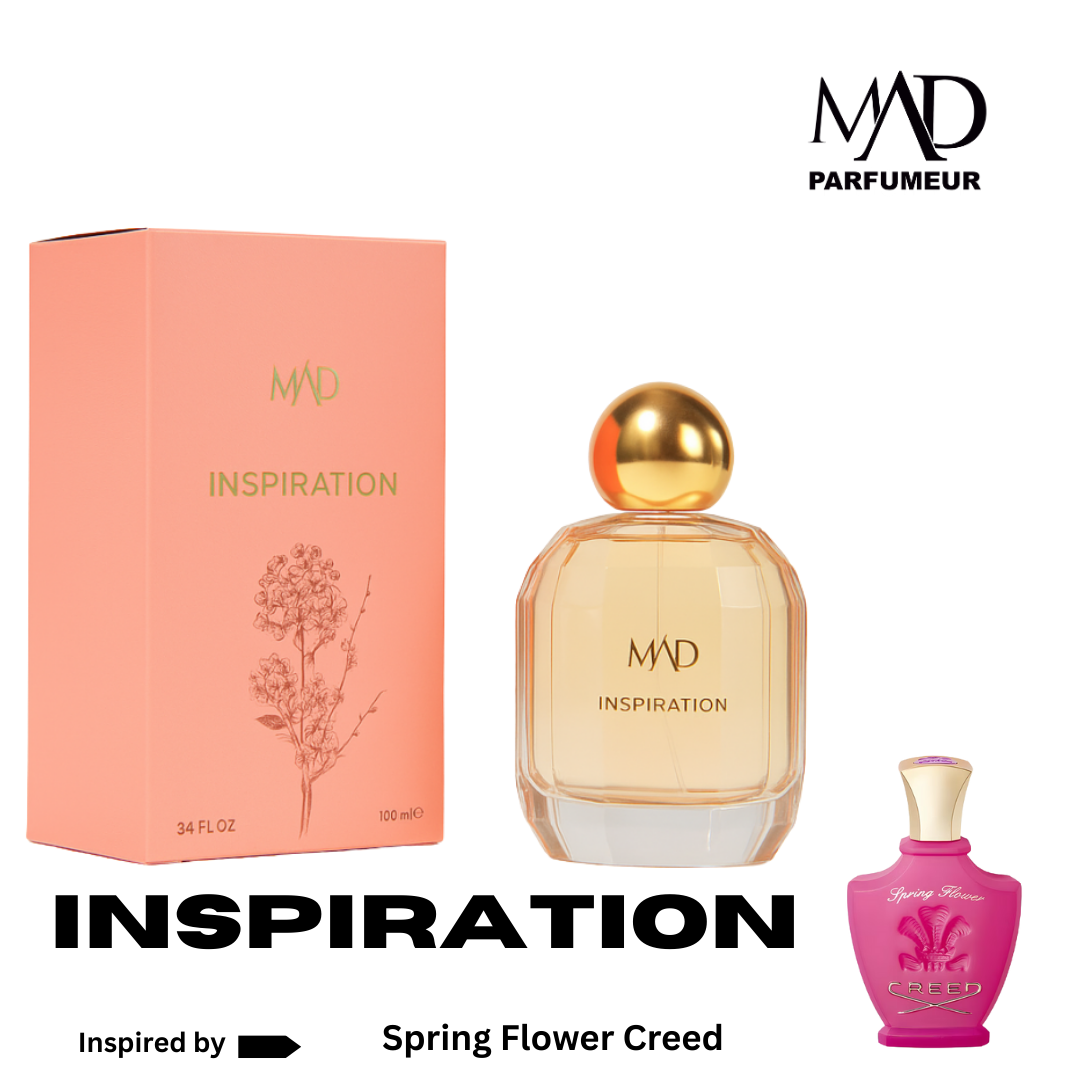 MAD
PARFUMEUR
MAD
INSPIRATION
34 FL OZ
100 ml℮
MAD
INSPIRATION
Spring Flower
CREED
INSPIRATION
Inspired by
Spring Flower Creed